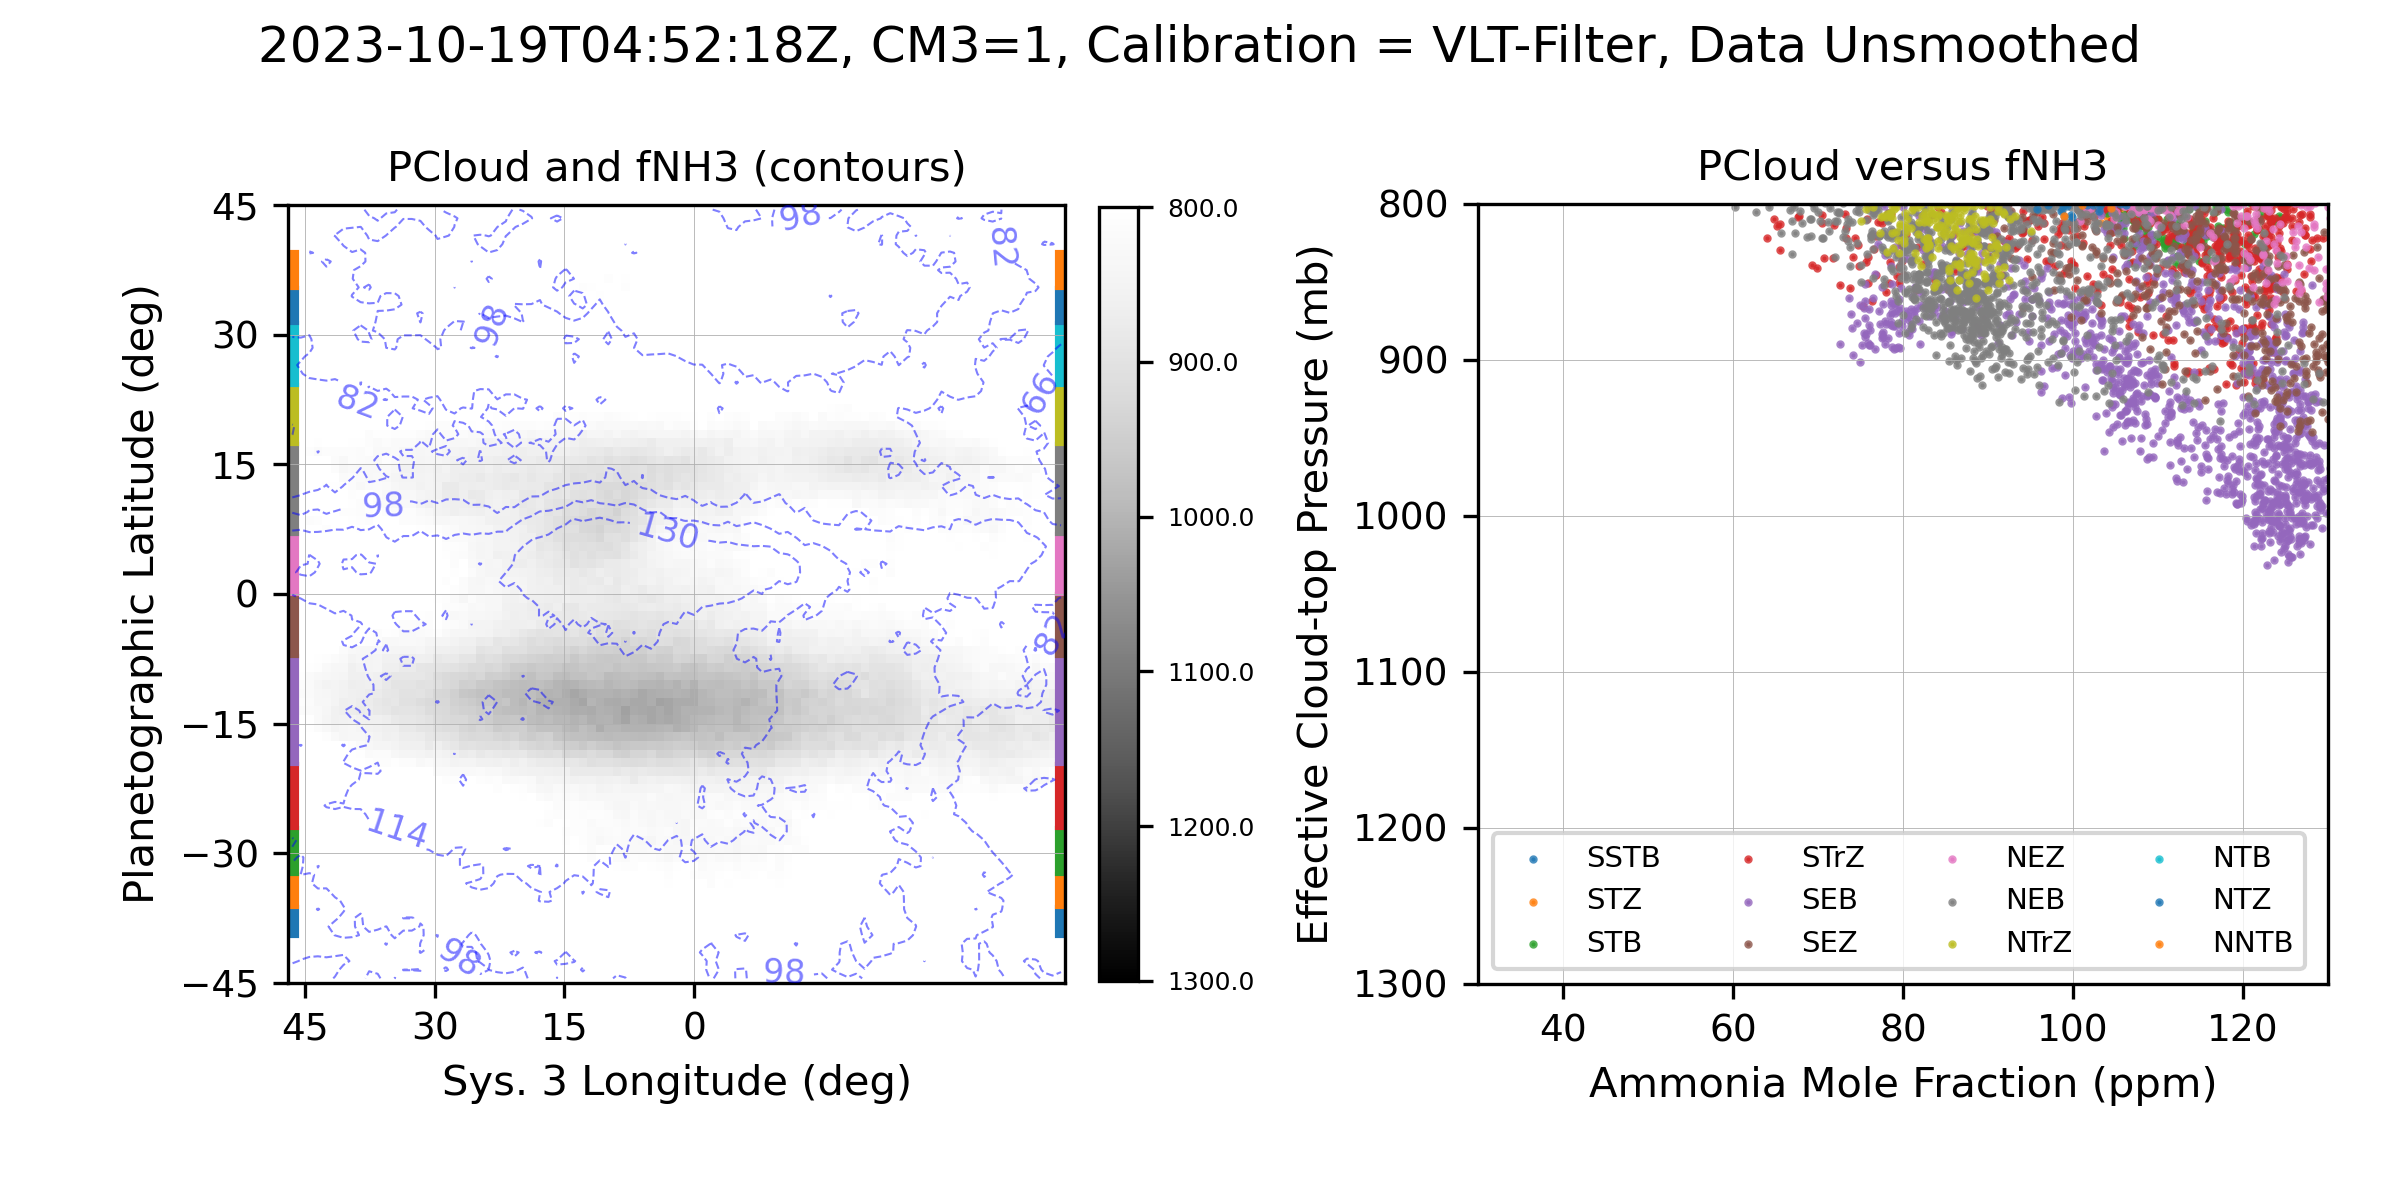 2023-10-19T04:52:18Z, CM3=1, Calibration = VLT-Filter, Data Unsmoothed
PCloud and fNH3 (contours)
Planetographic Latitude (deg)
45
30
15
0
−15
−30
−45
98
82
98
82
66
98
130
82
114
98
98
45
30
15
0
Sys. 3 Longitude (deg)
800.0
900.0
1000.0
1100.0
1200.0
1300.0
PCloud versus fNH3
Effective Cloud-top Pressure (mb)
800
900
1000
1100
1200
1300
SSTB
STZ
STB
STrZ
SEB
SEZ
NEZ
NEB
NTrZ
NTB
NTZ
NNTB
40
60
80
100
120
Ammonia Mole Fraction (ppm)